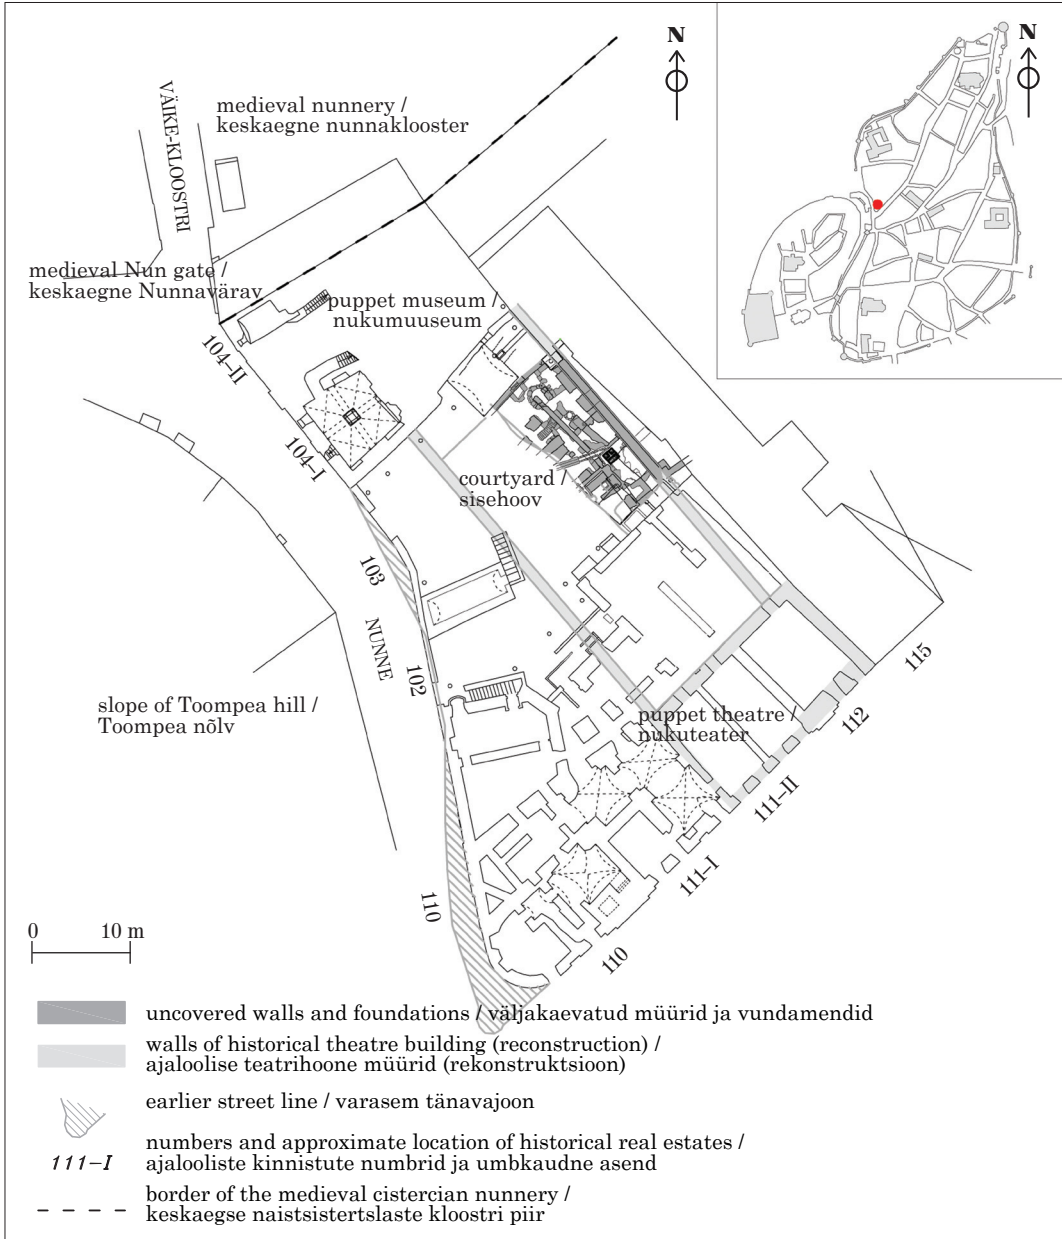 N
N
VÄIKE-KLOOSTRI
medieval nunnery /
keskaegne nunnaklooster
medieval Nun gate /
keskaegne Nunnavärav
puppet museum /
nukumuuseum
104–II
104–I
courtyard /
sisehoov
103
NUNNE
102
slope of Toompea hill /
Toompea nõlv
puppet theatre /
nukuteater
115
112
111–II
111–I
110
110
0 10 m
uncovered walls and foundations / väljakaevatud müürid ja vundamendid
walls of historical theatre building (reconstruction) /
ajaloolise teatrihoone müürid (rekonstruktsioon)
earlier street line / varasem tänavajoon
111–I
numbers and approximate location of historical real estates /
ajalooliste kinnistute numbrid ja umbkaudne asend
border of the medieval cistercian nunnery /
keskaegse naistsistertslaste kloostri piir